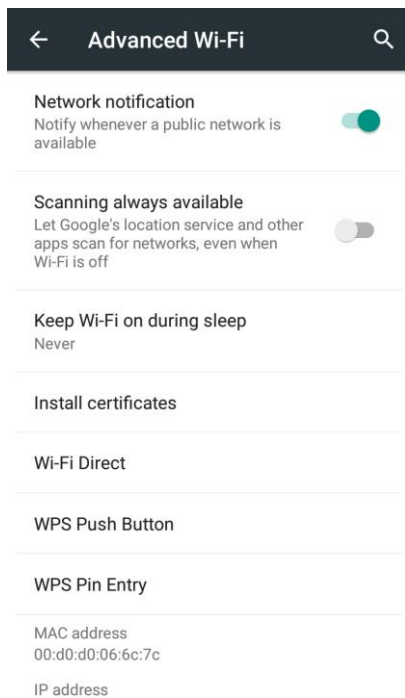 Advanced Wi-Fi
Network notification
Notify whenever a public network is
available
Scanning always available
Let Google's location service and other
apps scan for networks, even when
Wi-Fi is off
Keep Wi-Fi on during sleep
Never
Install certificates
Wi-Fi Direct
WPS Push Button
WPS Pin Entry
MAC address
00:d0:d0:06:6c:7c
IP address